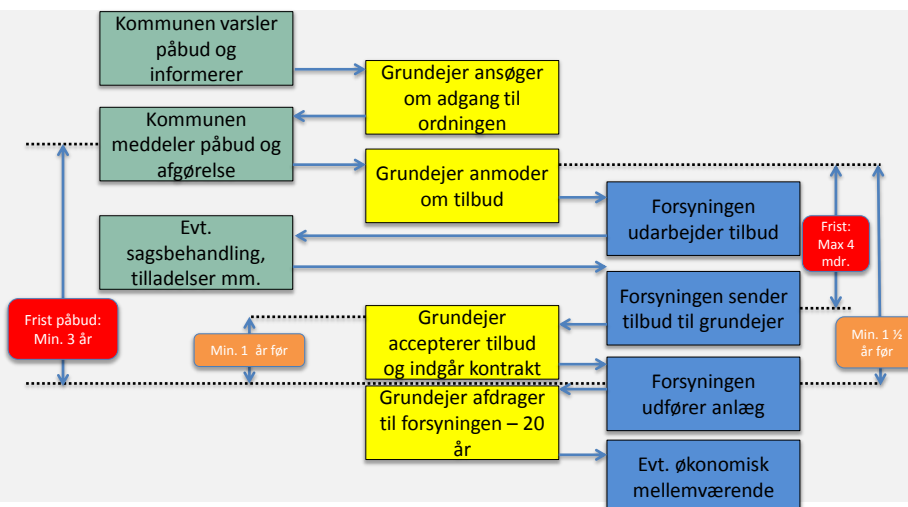 Kommunen varsler
påbud og
informerer
Grundejer ansøger
om adgang til
ordningen
Kommunen
meddeler påbud og
afgørelse
Grundejer anmoder
om tilbud
Forsyningen
udarbejder tilbud
Evt.
sagsbehandling,
tilladelser mm.
Frist:
Max 4
mdr.
Forsyningen sender
tilbud til grundejer
Frist påbud:
Min. 3 år
Min. 1 år før
Grundejer
accepterer tilbud
og indgår kontrakt
Min. 1 ½
år før
Forsyningen
udfører anlæg
Grundejer afdrager
til forsyningen – 20
år
Evt. økonomisk
mellemværende